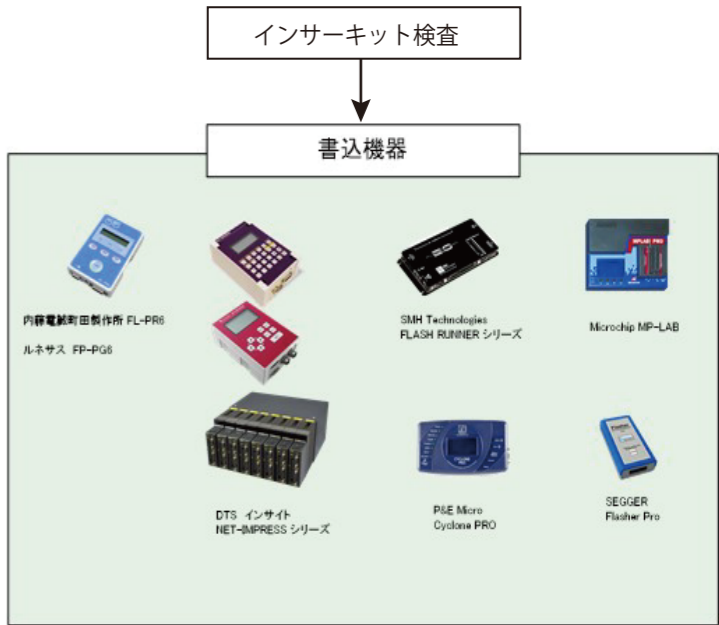 インサーキット検査
書込機器
内藤電誠町田製作所 FL-PR6
ルネサス FP-PG6
SMH Technologies
FLASH RUNNER シリーズ
Microchip MP-LAB
DTS インサイト
NET-IMPRESS シリーズ
P&E Micro
Cyclone PRO
SEGGER
Flasher Pro